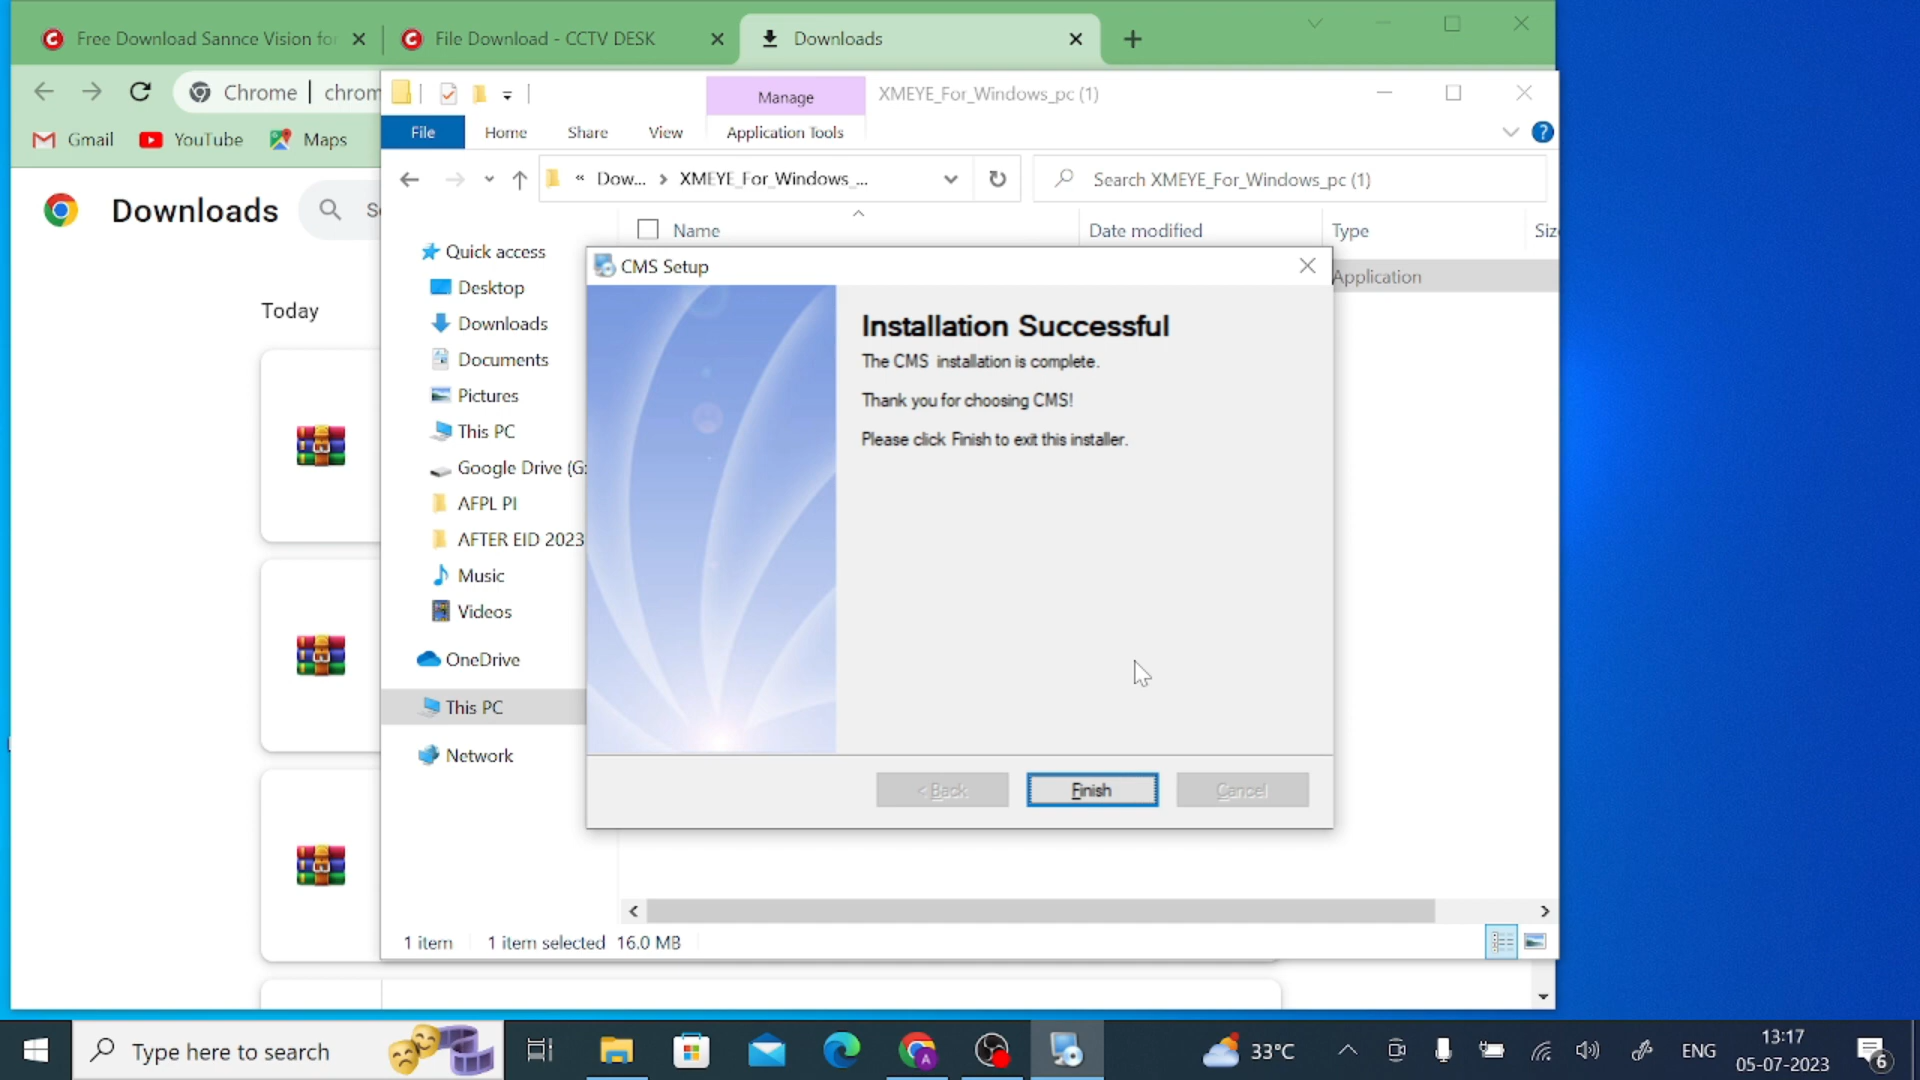 Free Download Sannce Vision for
File Download - CCTV DESK
Downloads
Chrome | chrom
Gmail
YouTube
Maps
Downloads
Today
Manage
XMEYE_For_Windows_pc (1)
File
Home
Share
View
Application Tools
« Dow... > XMEYE_For_Windows_...
Search XMEYE_For_Windows_pc (1)
Name
Date modified
Type
Siz
Application
Quick access
Desktop
Downloads
Documents
Pictures
This PC
Google Drive (G:
AFPL PI
AFTER EID 2023
Music
Videos
OneDrive
This PC
Network
CMS Setup
Installation Successful
The CMS installation is complete.
Thank you for choosing CMS!
Please click Finish to exit this installer.
< Back
Finish
Cancel
1 item
1 item selected 16.0 MB
Type here to search
33°C
ENG
13:17
05-07-2023
6